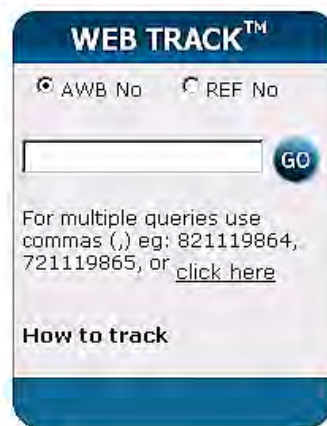 WEB TRACK™
AWB No REF No
GO
For multiple queries use
commas (,) eg: 821119864,
721119865, or click here
How to track